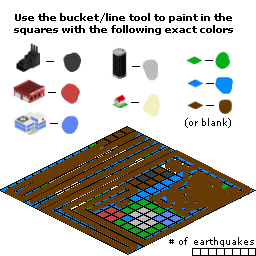 Use the bucket/line tool to paint in the
squares with the following exact colors
(or blank)
# of earthquakes